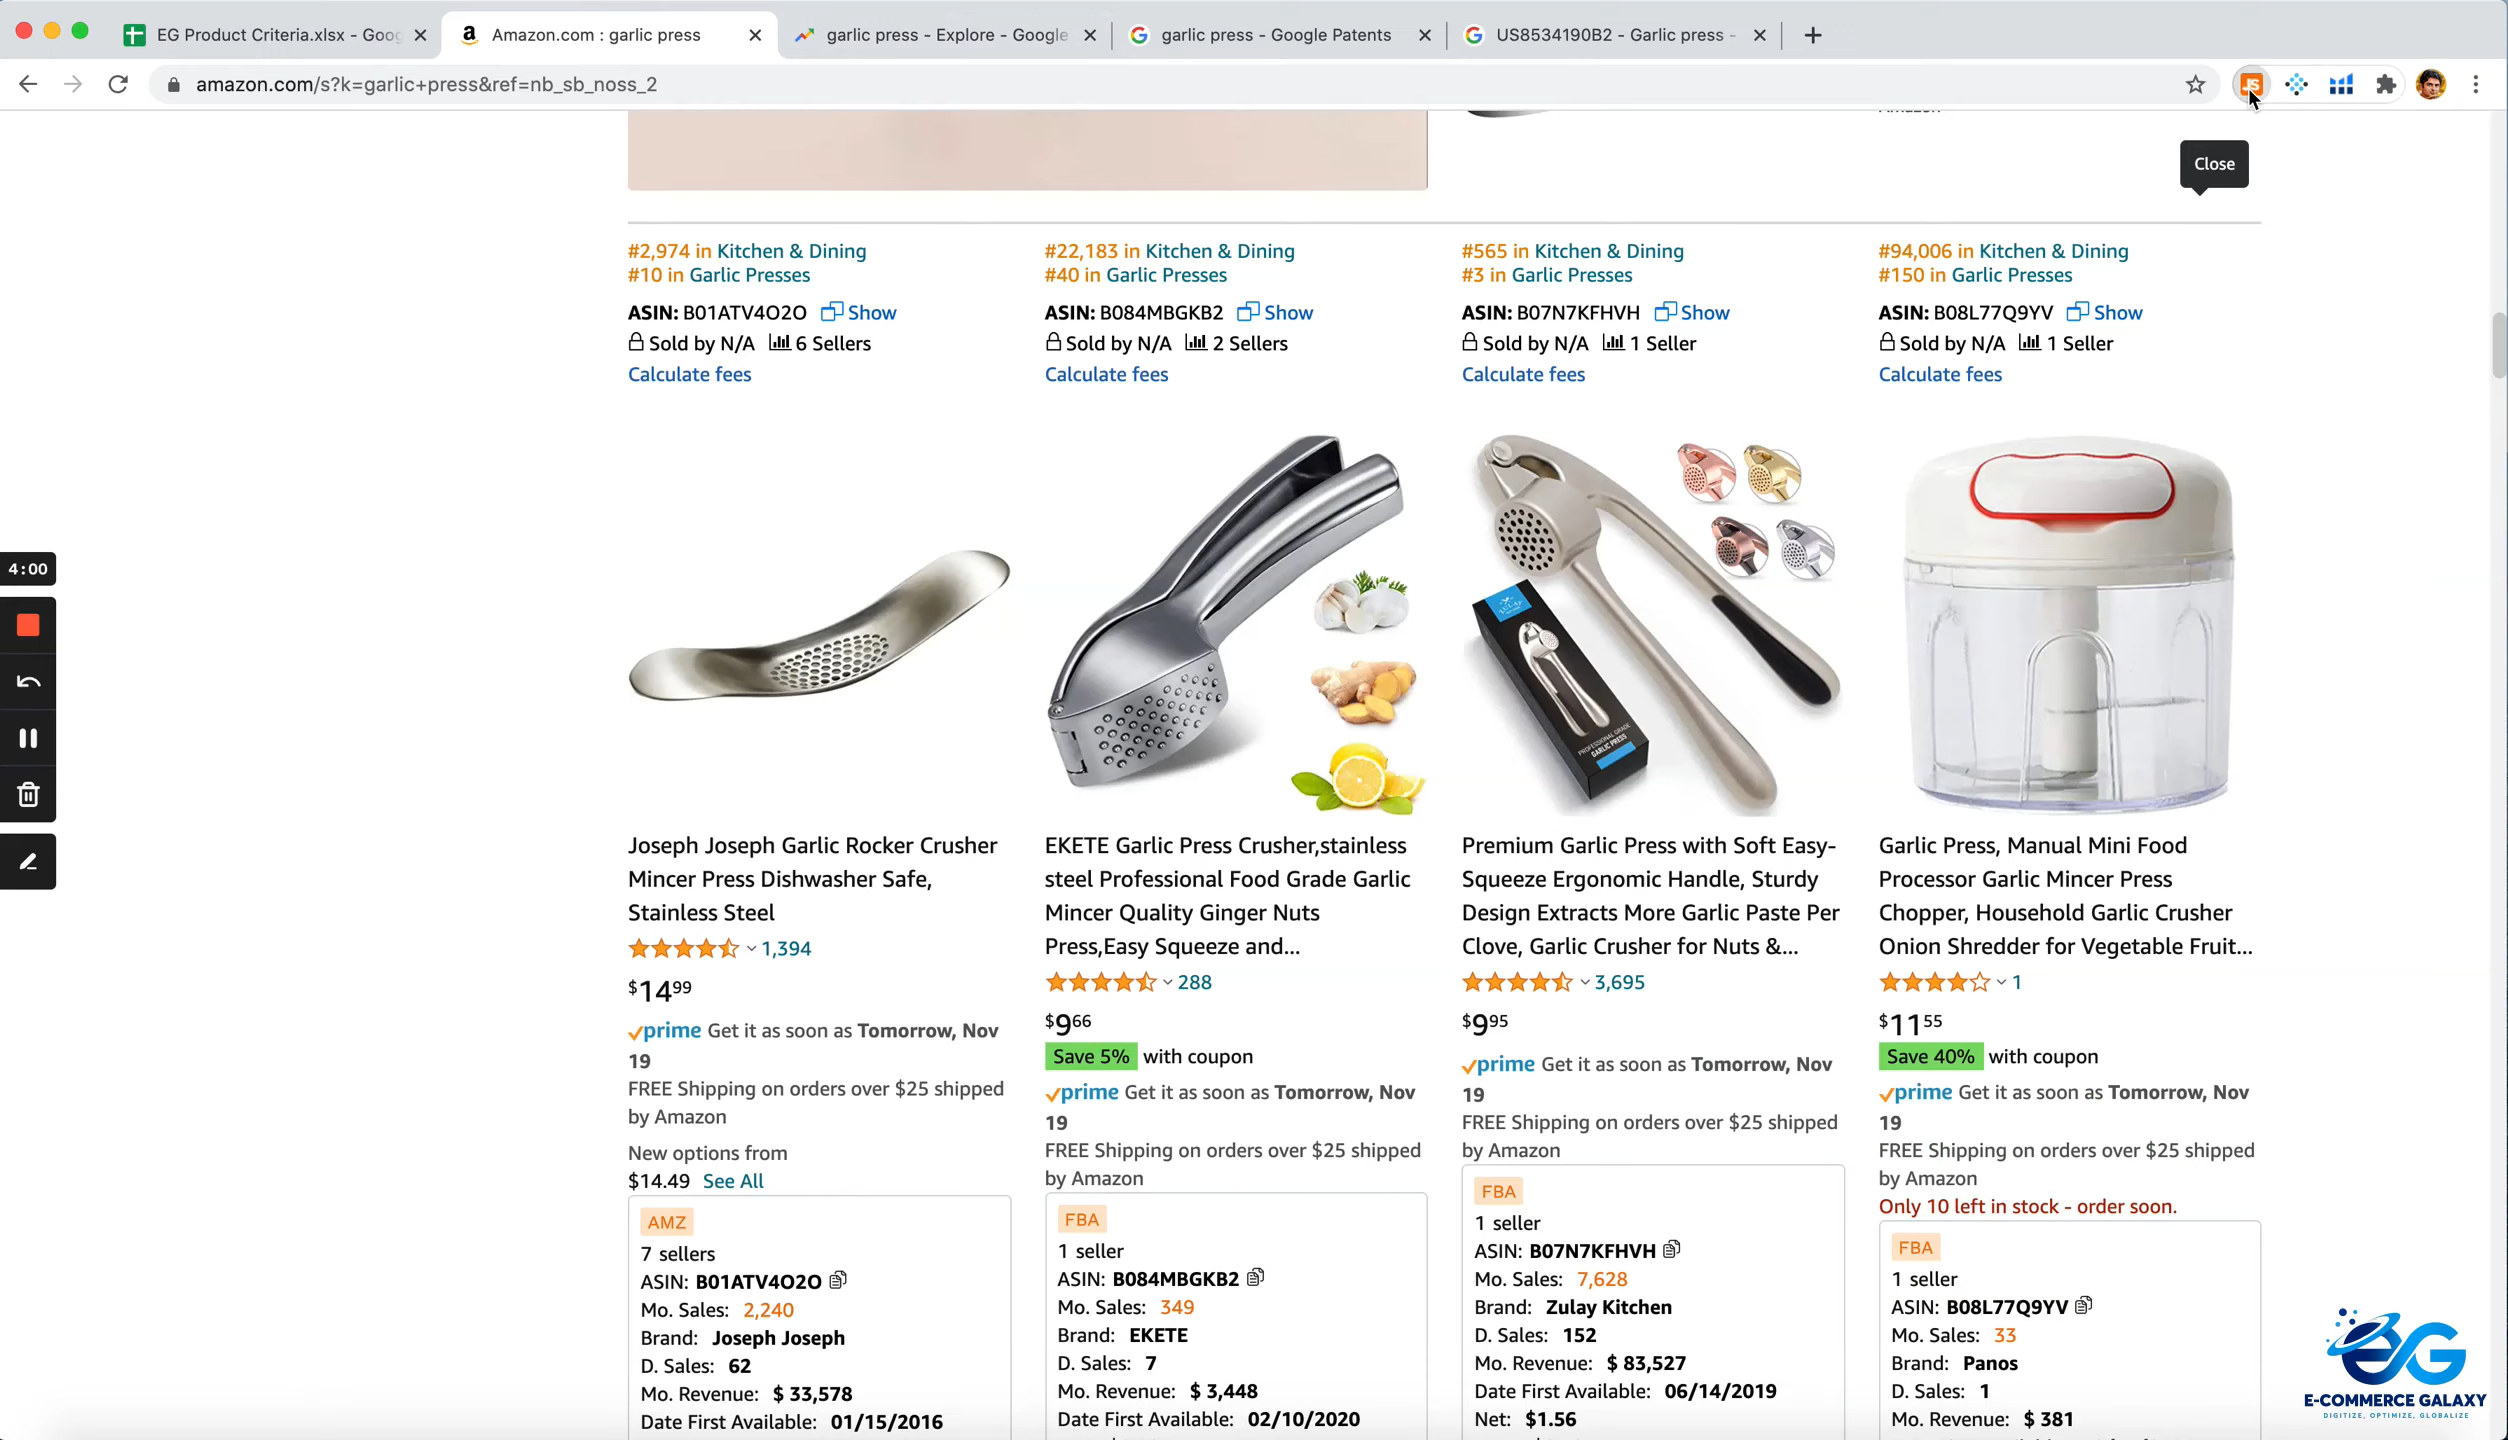 EG Product Criteria.xlsx - Goog
Amazon.com : garlic press
garlic press - Explore - Google
garlic press - Google Patents
US8534190B2 - Garlic press -
amazon.com/s?k=garlic+press&ref=nb_sb_noss_2
JS
Close
#2,974 in Kitchen & Dining
#10 in Garlic Presses
ASIN: B01ATV4O2O Show
Sold by N/A 6 Sellers
Calculate fees
#22,183 in Kitchen & Dining
#40 in Garlic Presses
ASIN: B084MBGKB2 Show
Sold by N/A 2 Sellers
Calculate fees
#565 in Kitchen & Dining
#3 in Garlic Presses
ASIN: B07N7KFHVH Show
Sold by N/A 1 Seller
Calculate fees
#94,006 in Kitchen & Dining
#150 in Garlic Presses
ASIN: B08L77Q9YV Show
Sold by N/A 1 Seller
Calculate fees
4:00
PROFESSIONAL GRADE
GARLIC PRESS
Joseph Joseph Garlic Rocker Crusher
Mincer Press Dishwasher Safe,
Stainless Steel
1,394
$14.99
prime Get it as soon as Tomorrow, Nov
19
FREE Shipping on orders over $25 shipped
by Amazon
New options from
$14.49 See All
AMZ
7 sellers
ASIN: B01ATV4O2O
Mo. Sales: 2,240
Brand: Joseph Joseph
D. Sales: 62
Mo. Revenue: $ 33,578
Date First Available: 01/15/2016
EKETE Garlic Press Crusher,stainless
steel Professional Food Grade Garlic
Mincer Quality Ginger Nuts
Press,Easy Squeeze and...
288
$9.66
Save 5% with coupon
prime Get it as soon as Tomorrow, Nov
19
FREE Shipping on orders over $25 shipped
by Amazon
FBA
1 seller
ASIN: B084MBGKB2
Mo. Sales: 349
Brand: EKETE
D. Sales: 7
Mo. Revenue: $ 3,448
Date First Available: 02/10/2020
Premium Garlic Press with Soft Easy-
Squeeze Ergonomic Handle, Sturdy
Design Extracts More Garlic Paste Per
Clove, Garlic Crusher for Nuts &...
3,695
$9.95
prime Get it as soon as Tomorrow, Nov
19
FREE Shipping on orders over $25 shipped
by Amazon
FBA
1 seller
ASIN: B07N7KFHVH
Mo. Sales: 7,628
Brand: Zulay Kitchen
D. Sales: 152
Mo. Revenue: $ 83,527
Date First Available: 06/14/2019
Net: $1.56
Garlic Press, Manual Mini Food
Processor Garlic Mincer Press
Chopper, Household Garlic Crusher
Onion Shredder for Vegetable Fruit...
1
$11.55
Save 40% with coupon
prime Get it as soon as Tomorrow, Nov
19
FREE Shipping on orders over $25 shipped
by Amazon
Only 10 left in stock - order soon.
FBA
1 seller
ASIN: B08L77Q9YV
Mo. Sales: 33
Brand: Panos
D. Sales: 1
Mo. Revenue: $ 381
eG
E-COMMERCE GALAXY
DIGITIZE, OPTIMIZE, GLOBALIZE